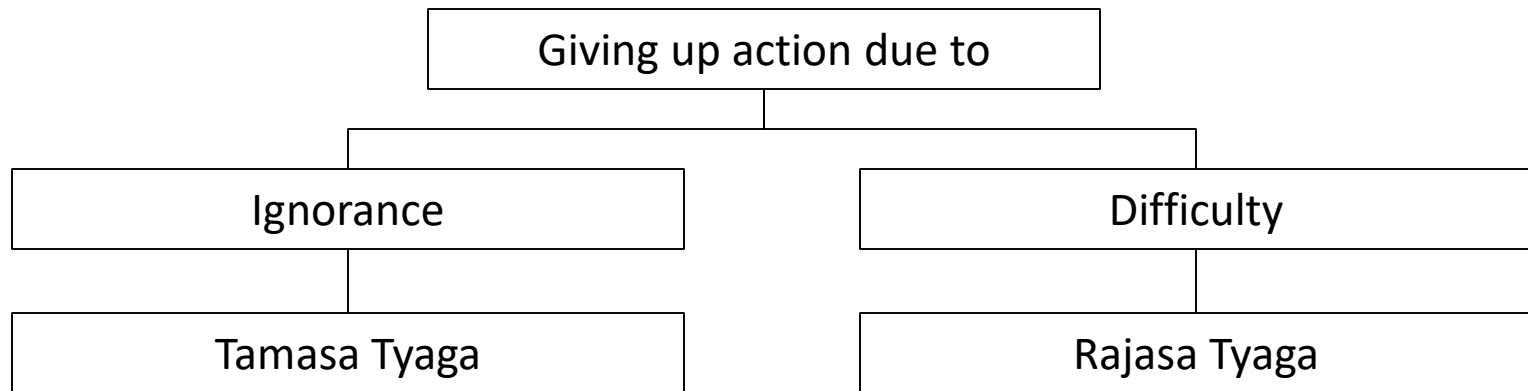 Giving up action due to
Ignorance
Difficulty
Tamasa Tyaga
Rajasa Tyaga